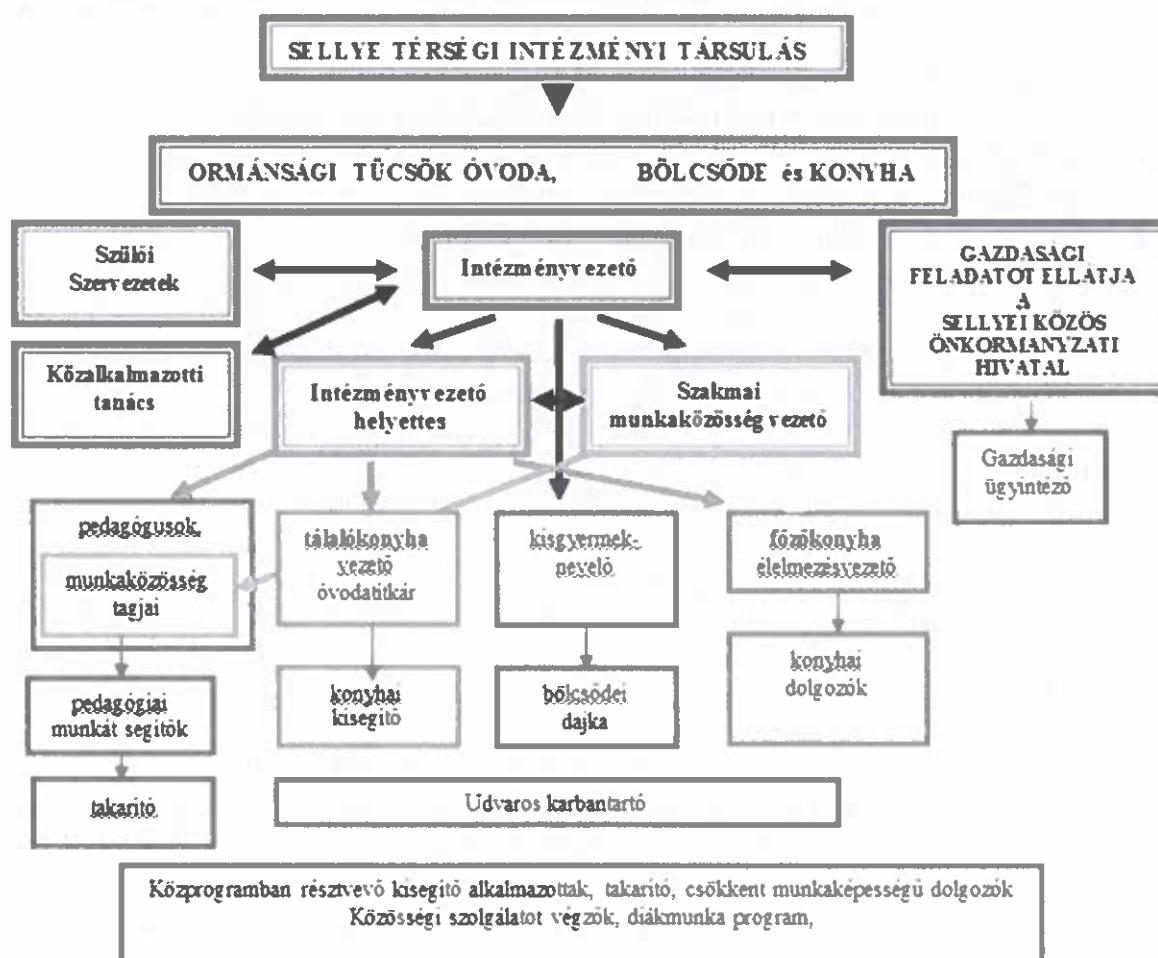 SELLYE TÉRSÉGI INTÉZMÉNYI TÁRSULÁS
ORMÁNSÁGI TÜCSÖK ÓVODA, BÖLCSŐDE és KONYHA
Szülői
Szervezetek
Intézményvezető
GAZDASÁGI
FELADATOT ELLÁTJA
A
SELLYEI KÖZÖS
ÖNKORMÁNYZATI
HIVATAL
Közalkalmazotti
tanács
Intézményvezető
helyettes
Szakmai
munkaközösség vezető
Gazdasági
ügyintéző
pedagógusok,
munkaközösség
tagjai
tálalókonyha
vezető
óvodatitkár
kisgyermek-
nevelő
főzőkonyha
élelmezésvezető
pedagógiai
munkát segítők
konyhai
kisegítő
bölcsődei
dajka
konyhai
dolgozók
takarító
Udvaros karbantartó
Közprogramban résztvevő kisegítő alkalmazottak, takarító, csökkent munkaképességű dolgozók
Közösségi szolgálatot végzők, diákmunka program,